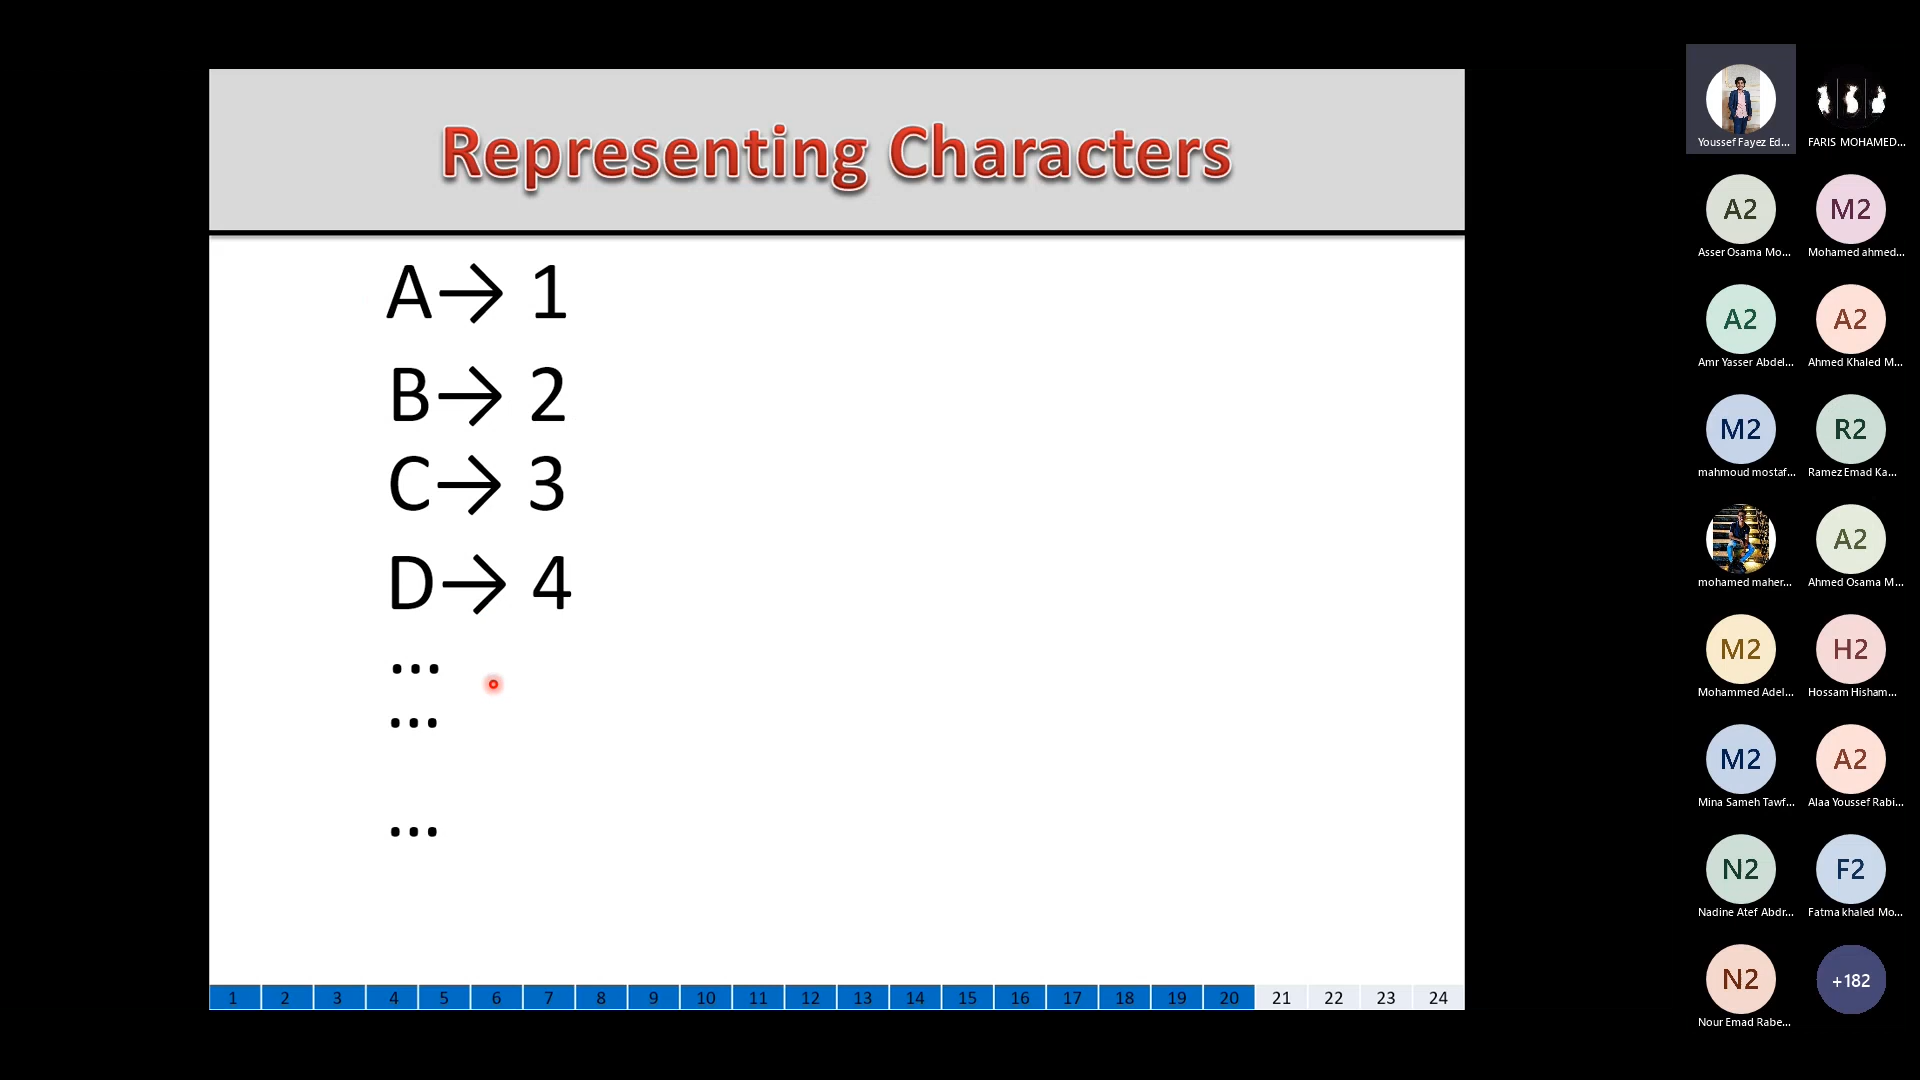 Representing Characters
A→ 1
B→ 2
C→ 3
D→ 4
...
...
...
1 2 3 4 5 6 7 8 9 10 11 12 13 14 15 16 17 18 19 20 21 22 23 24
Youssef Fayez Ed...
FARIS MOHAMED...
A2
M2
Asser Osama Mo...
Mohamed ahmed...
A2
A2
Amr Yasser Abdel...
Ahmed Khaled M...
M2
R2
mahmoud mostaf...
Ramez Emad Ka...
A2
mohamed maher...
Ahmed Osama M...
M2
H2
Mohammed Adel...
Hossam Hisham...
M2
A2
Mina Sameh Tawf...
Alaa Youssef Rabi...
N2
F2
Nadine Atef Abdr...
Fatma khaled Mo...
N2
+182
Nour Emad Rabe...